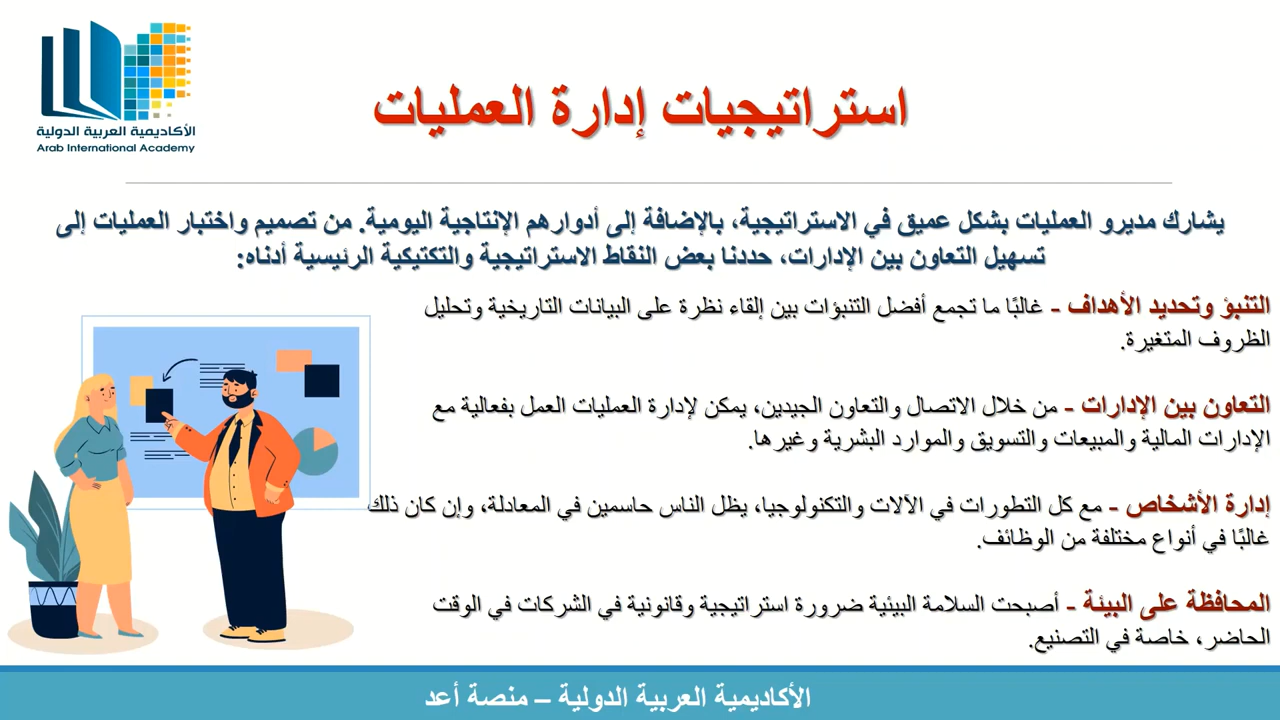 الأكاديمية العربية الدولية
Arab International Academy
استراتيجيات إدارة العمليات
يشارك مديرو العمليات بشكل عميق في الاستراتيجية، بالإضافة إلى أدوارهم الإنتاجية اليومية. من تصميم واختبار العمليات إلى
تسهيل التعاون بين الإدارات، حددنا بعض النقاط الاستراتيجية والتكتيكية الرئيسية أدناه:
التنبؤ وتحديد الأهداف - غالبًا ما تجمع أفضل التنبؤات بين إلقاء نظرة على البيانات التاريخية وتحليل
الظروف المتغيرة.
التعاون بين الإدارات - من خلال الاتصال والتعاون الجيدين، يمكن لإدارة العمليات العمل بفعالية مع
الإدارات المالية والمبيعات والتسويق والموارد البشرية وغيرها.
إدارة الأشخاص - مع كل التطورات في الآلات والتكنولوجيا، يظل الناس حاسمين في المعادلة، وإن كان ذلك
غالبًا في أنواع مختلفة من الوظائف.
المحافظة على البيئة - أصبحت السلامة البيئية ضرورة استراتيجية وقانونية في الشركات في الوقت
الحاضر، خاصة في التصنيع.
الأكاديمية العربية الدولية – منصة أعد